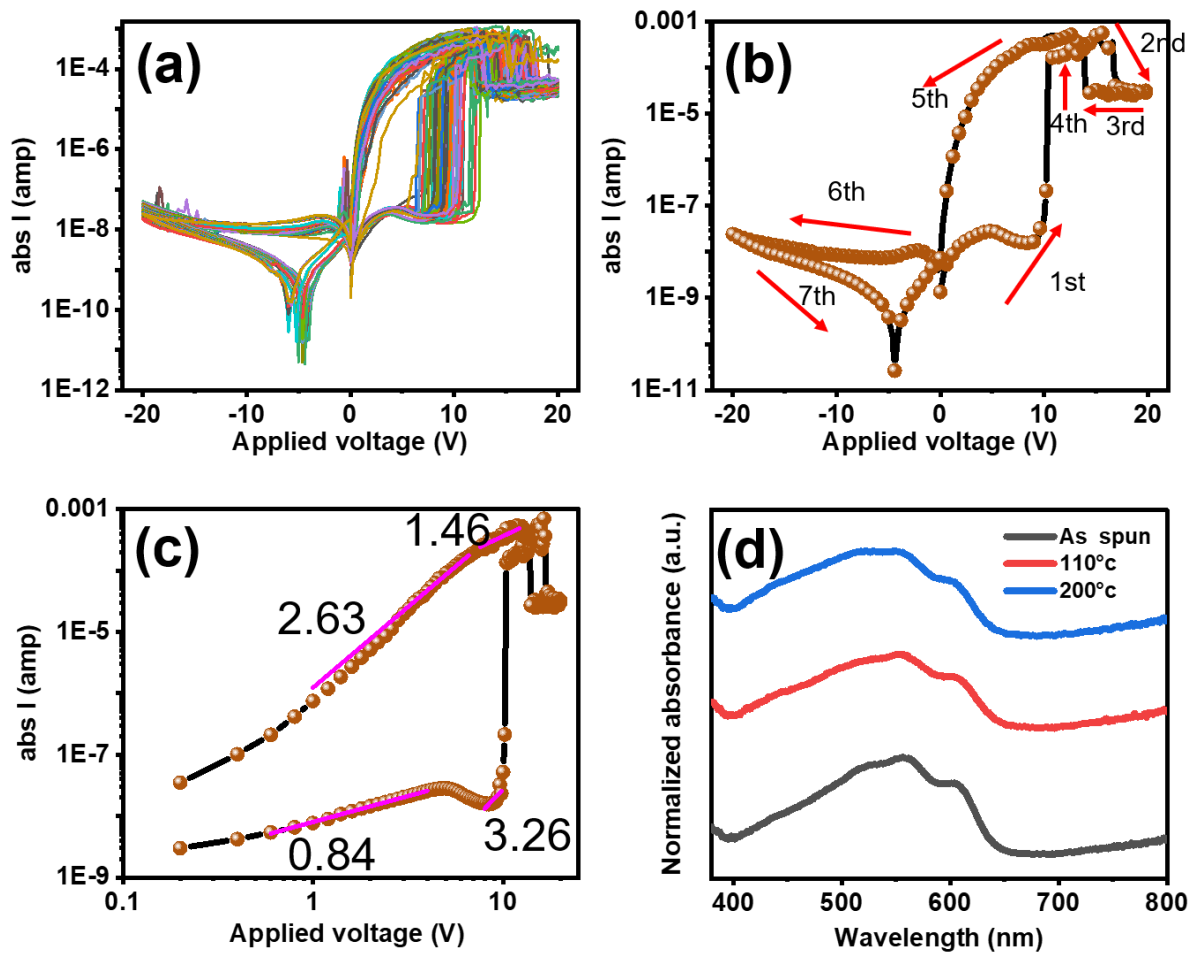 (a)
1E-4
1E-6
1E-8
1E-10
1E-12
abs I (amp)
-20
-10
0
10
20
Applied voltage (V)
(b)
0.001
1E-5
1E-7
1E-9
1E-11
abs I (amp)
2nd
5th
4th
3rd
6th
7th
1st
-20
-10
0
10
20
Applied voltage (V)
(c)
0.001
1E-5
1E-7
1E-9
abs I (amp)
1.46
2.63
0.84
3.26
0.1
1
10
Applied voltage (V)
(d)
As spun
110°c
200°c
Normalized absorbance (a.u.)
400
500
600
700
800
Wavelength (nm)